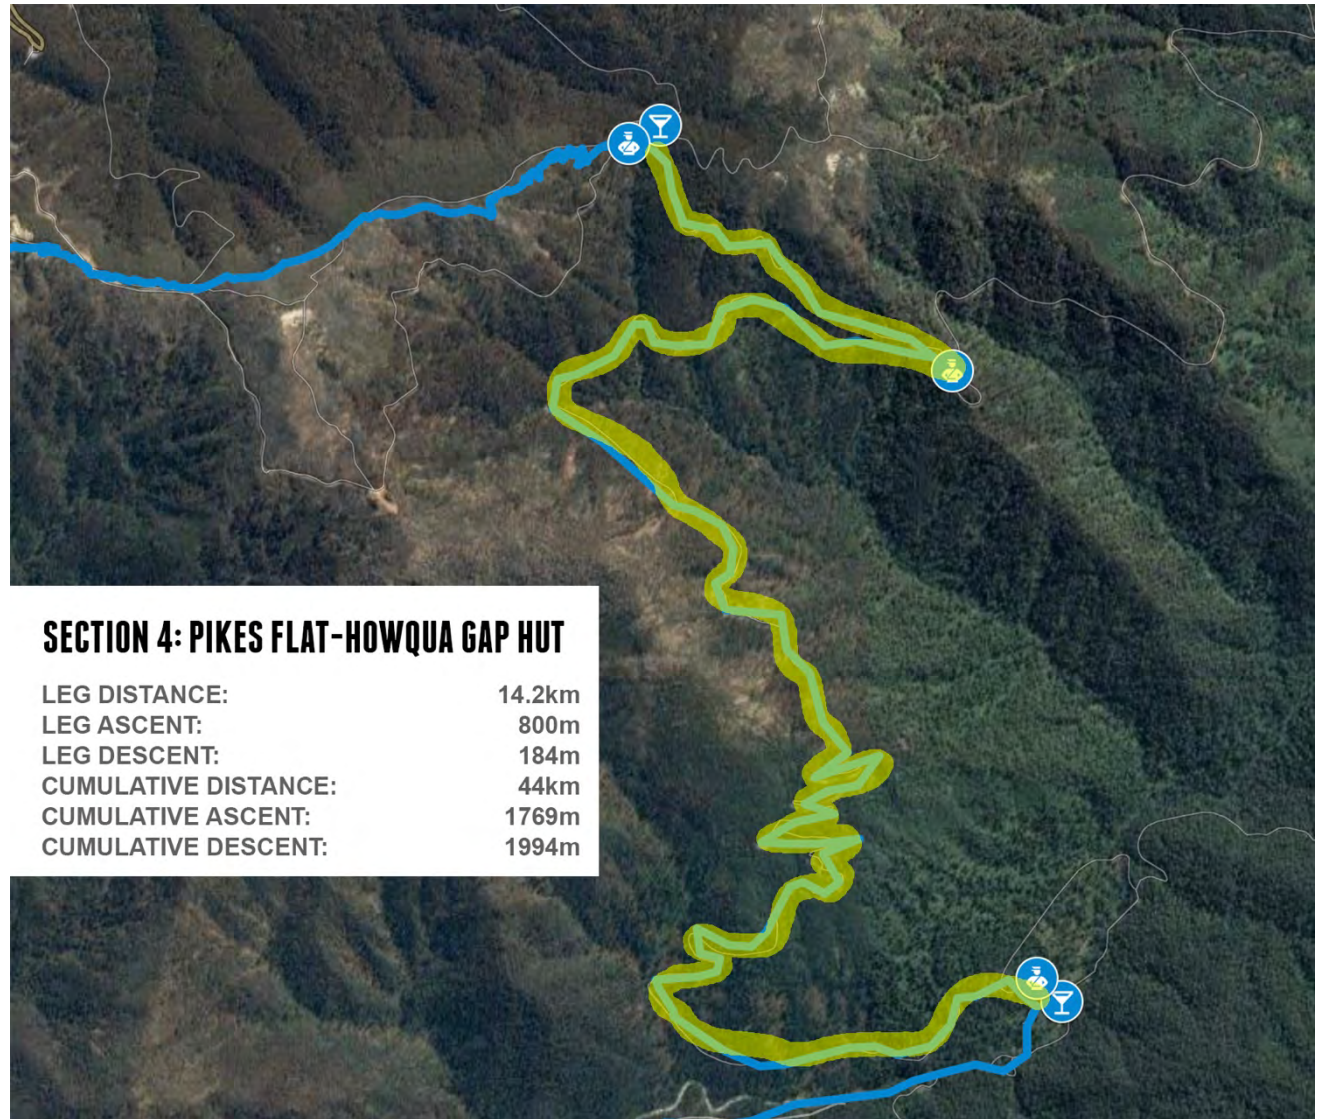 SECTION 4: PIKES FLAT-HOWQUA GAP HUT
LEG DISTANCE: 14.2km
LEG ASCENT: 800m
LEG DESCENT: 184m
CUMULATIVE DISTANCE: 44km
CUMULATIVE ASCENT: 1769m
CUMULATIVE DESCENT: 1994m